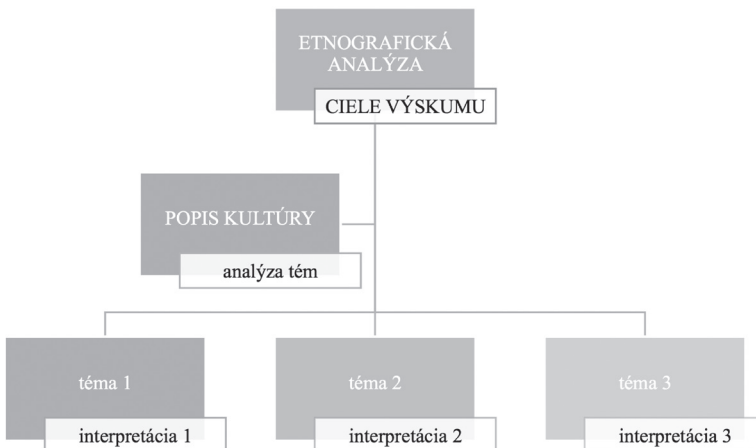 ETNOGRAFICKÁ
ANALÝZA
CIELE VÝSKUMU
POPIS KULTÚRY
analýza tém
téma 1
téma 2
téma 3
interpretácia 1
interpretácia 2
interpretácia 3